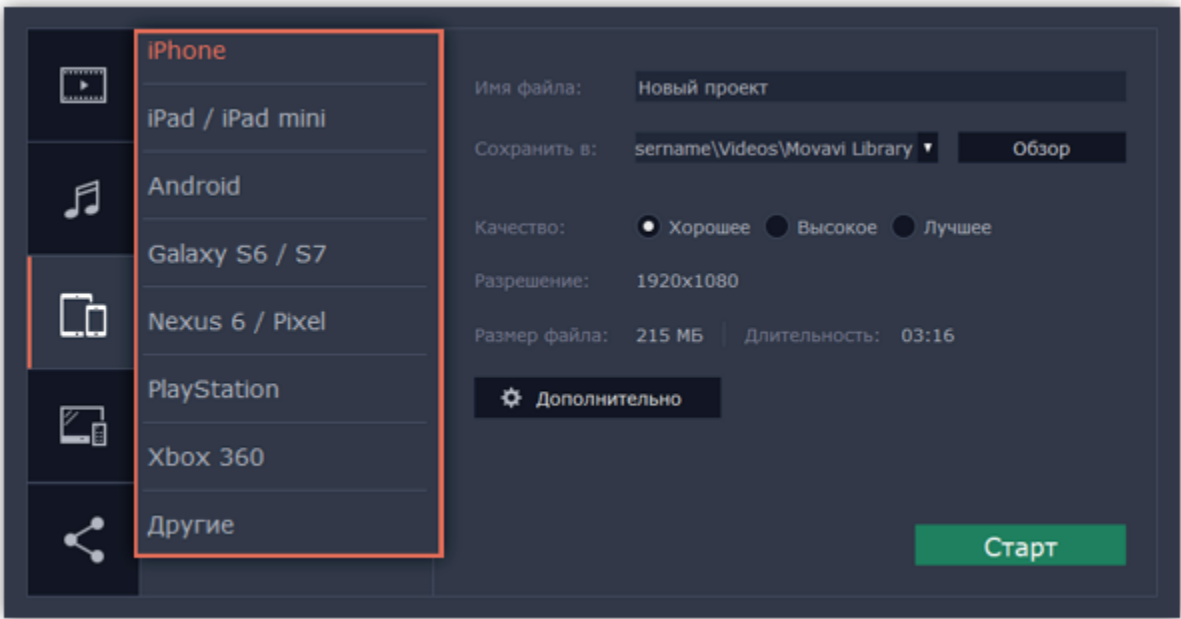 iPhone
iPad / iPad mini
Android
Galaxy S6 / S7
Nexus 6 / Pixel
PlayStation
Xbox 360
Другие
Имя файла: Новый проект
Сохранить в: sername\Videos\Movavi Library Обзор
Качество: Хорошее Высокое Лучшее
Разрешение: 1920x1080
Размер файла: 215 МБ Длительность: 03:16
Дополнительно
Старт